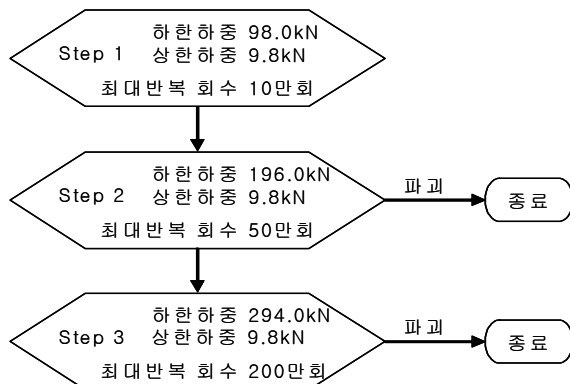 하한하중 98.0kN
Step 1
상한하중 9.8kN
최대반복 회수 10만회
하한하중 196.0kN
Step 2
상한하중 9.8kN
최대반복 회수 50만회
파괴
종료
하한하중 294.0kN
Step 3
상한하중 9.8kN
최대반복 회수 200만회
파괴
종료